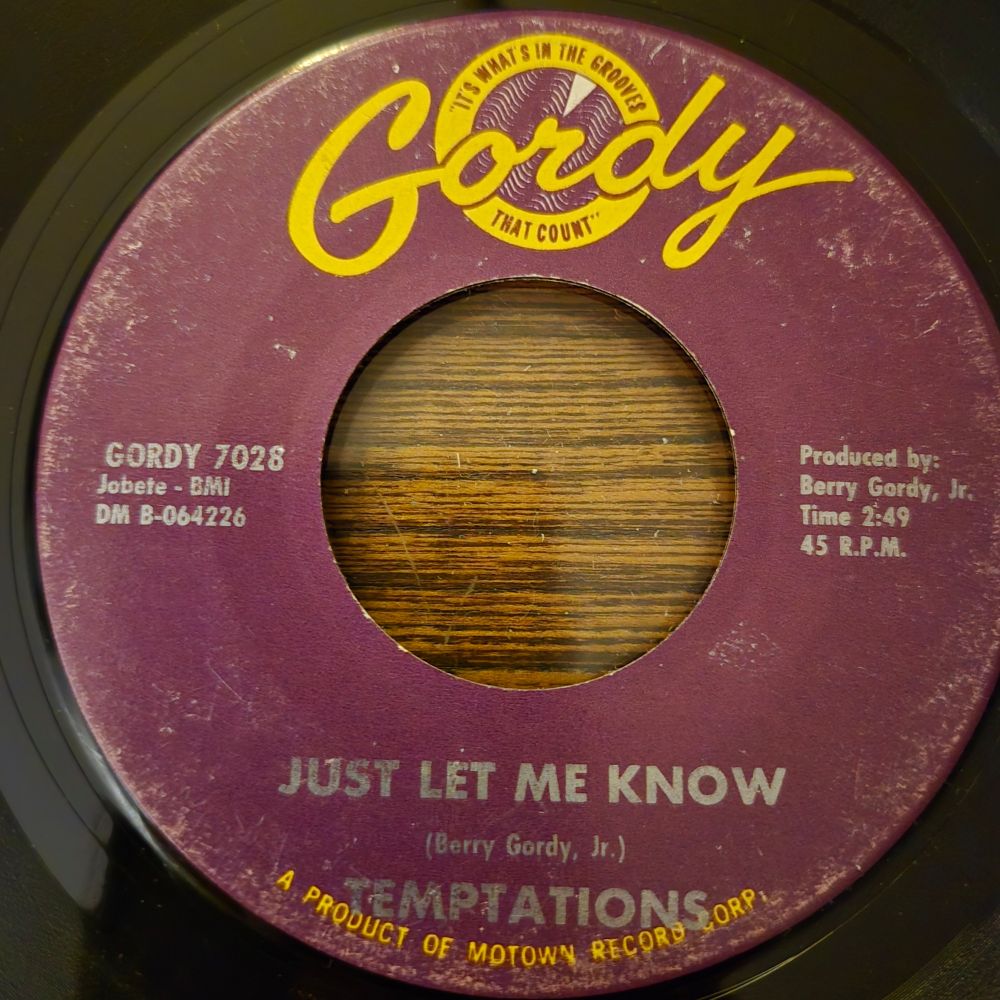 "IT'S WHAT'S IN THE GROOVES
Gordy
THAT COUNT"
GORDY 7028
Jobete - BMI
DM B-064226
Produced by:
Berry Gordy, Jr.
Time 2:49
45 R.P.M.
JUST LET ME KNOW
(Berry Gordy, Jr.)
TEMPTATIONS
A PRODUCT OF MOTOWN RECORD CORP.